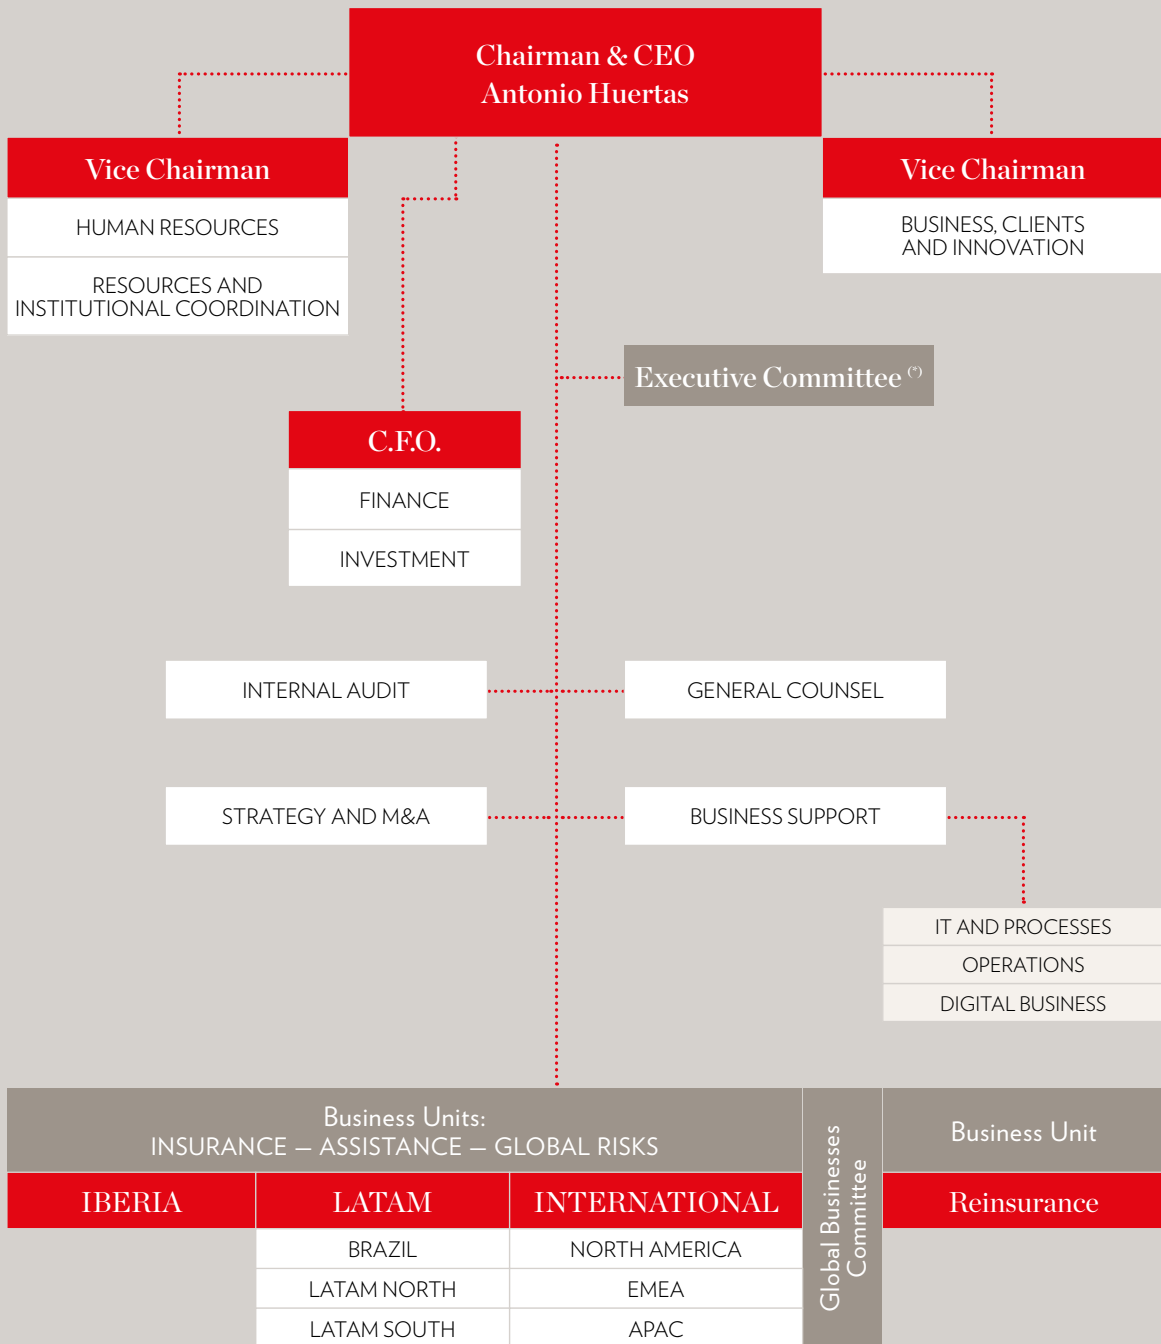 Chairman & CEO
Antonio Huertas
Vice Chairman
HUMAN RESOURCES
RESOURCES AND
INSTITUTIONAL COORDINATION
Vice Chairman
BUSINESS, CLIENTS
AND INNOVATION
Executive Committee (*)
C.F.O.
FINANCE
INVESTMENT
INTERNAL AUDIT
GENERAL COUNSEL
STRATEGY AND M&A
BUSINESS SUPPORT
IT AND PROCESSES
OPERATIONS
DIGITAL BUSINESS
Business Units:
INSURANCE — ASSISTANCE — GLOBAL RISKS
IBERIA
LATAM
BRAZIL
LATAM NORTH
LATAM SOUTH
INTERNATIONAL
NORTH AMERICA
EMEA
APAC
Global Businesses
Committee
Business Unit
Reinsurance